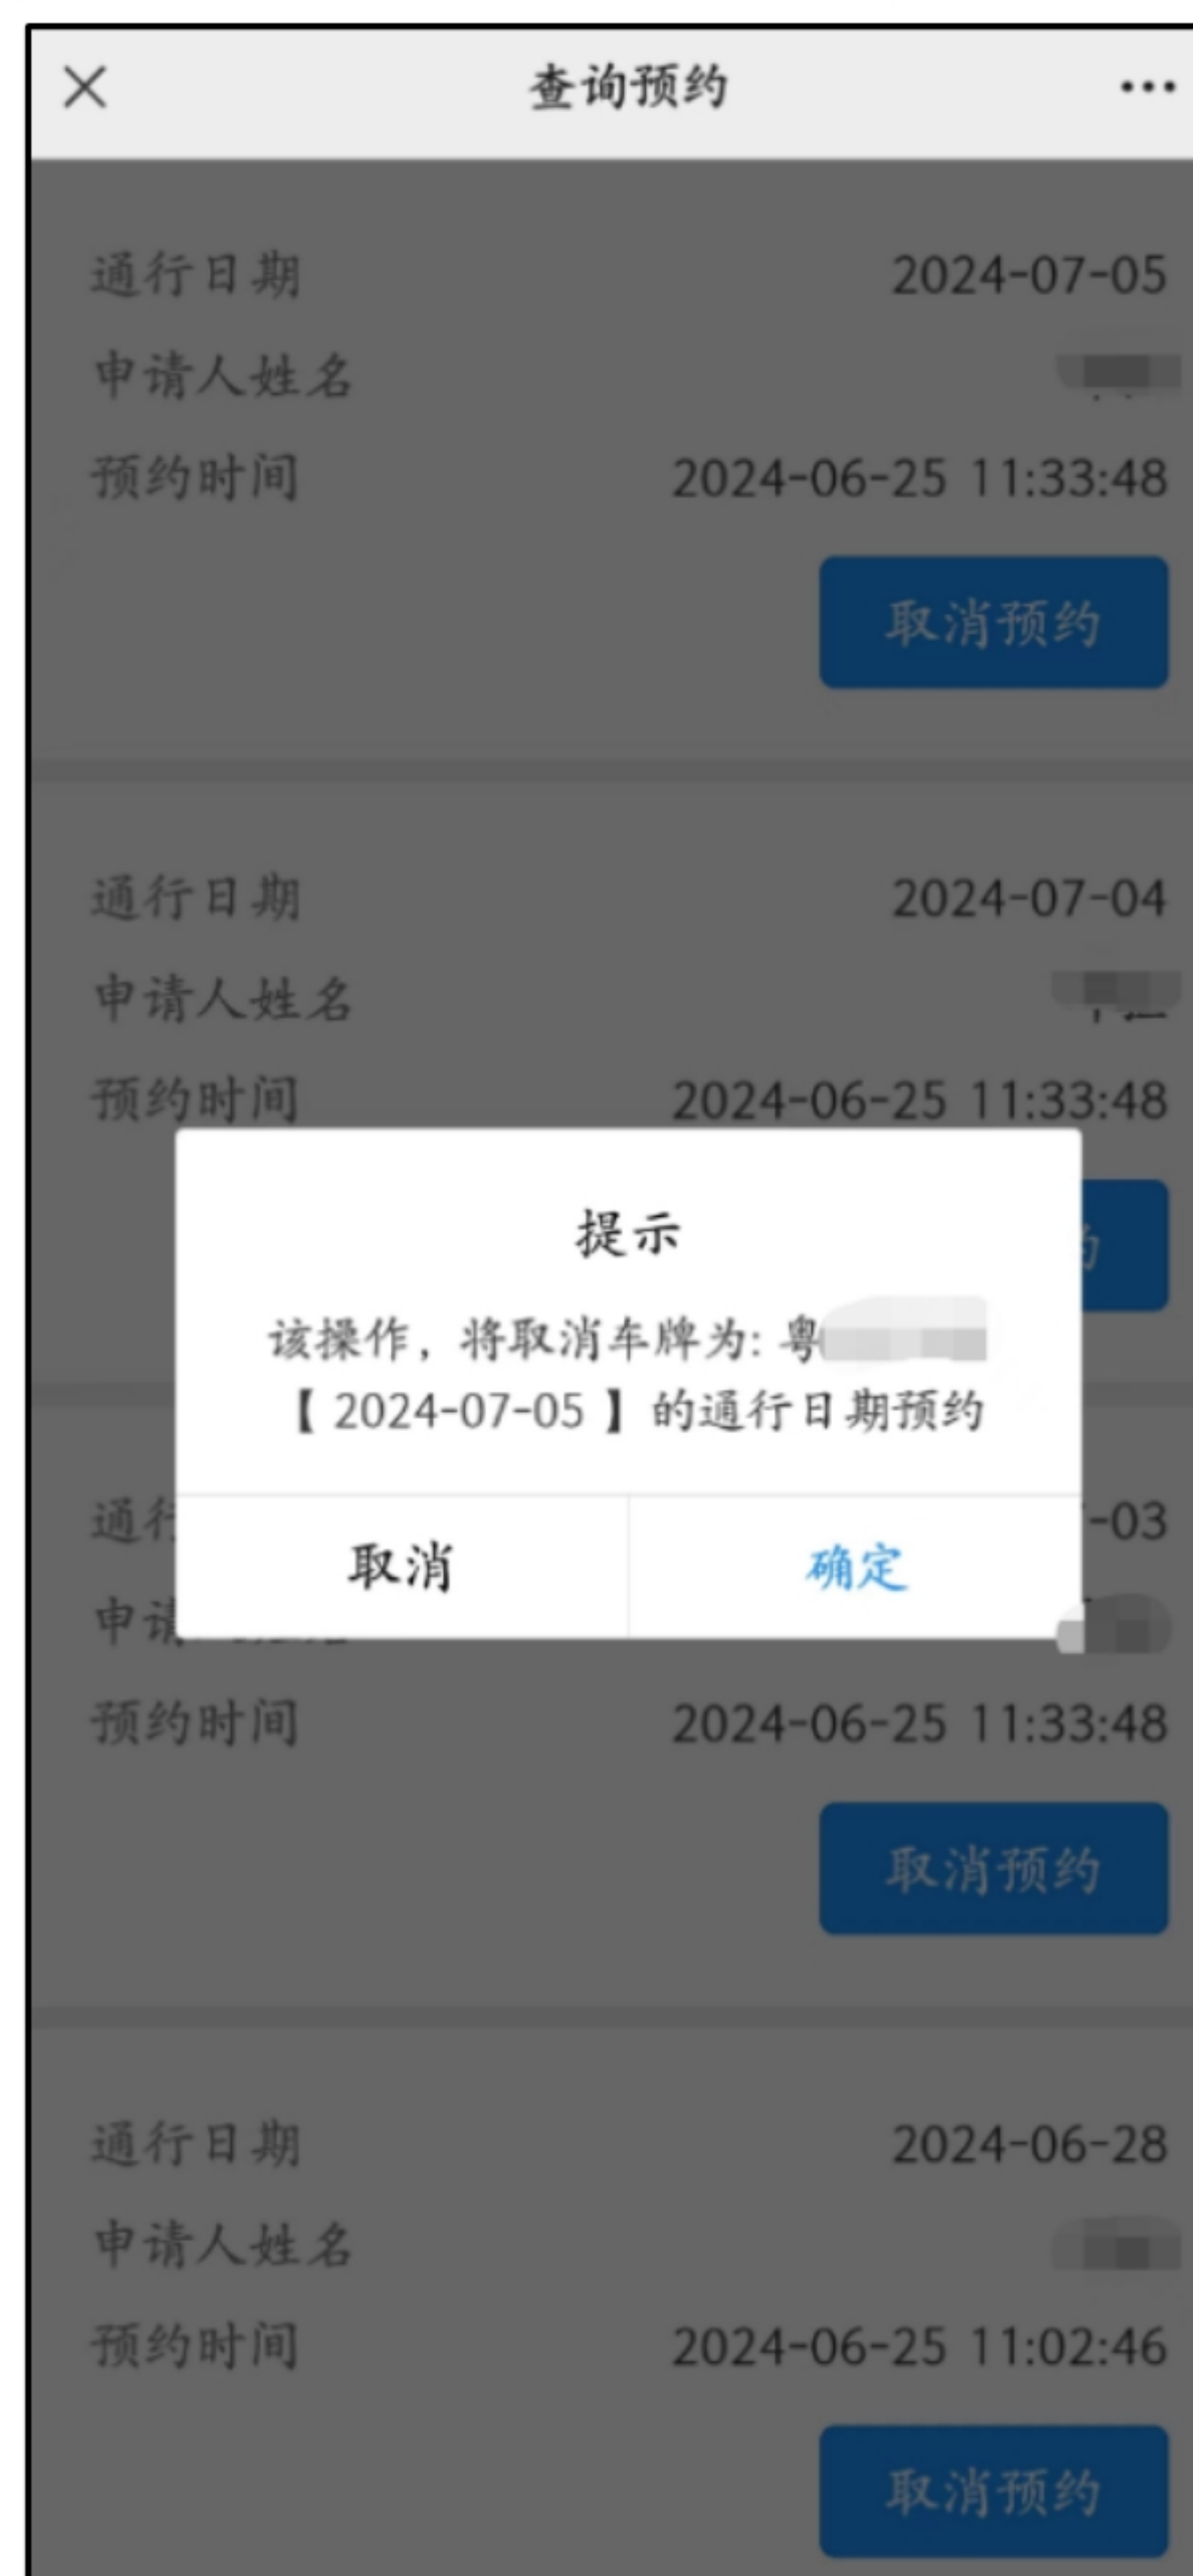 查询预约
通行日期 2024-07-05
申请人姓名
预约时间 2024-06-25 11:33:48
取消预约
通行日期 2024-07-04
申请人姓名
预约时间 2024-06-25 11:33:48
约
提示
该操作，将取消车牌为: 粤
【 2024-07-05 】的通行日期预约
取消 确定
通行 -03
申请
预约时间 2024-06-25 11:33:48
取消预约
通行日期 2024-06-28
申请人姓名
预约时间 2024-06-25 11:02:46
取消预约